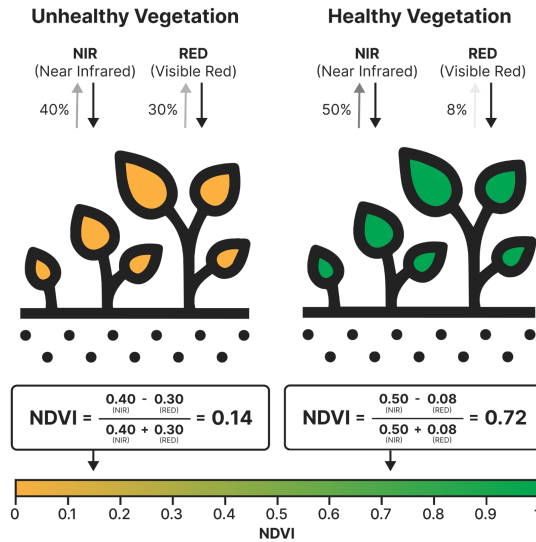 Unhealthy Vegetation
NIR
(Near Infrared)
RED
(Visible Red)
40%
30%
NDVI = 0.40 - 0.30 / 0.40 + 0.30 = 0.14
(NIR) (RED)
(NIR) (RED)
Healthy Vegetation
NIR
(Near Infrared)
RED
(Visible Red)
50%
8%
NDVI = 0.50 - 0.08 / 0.50 + 0.08 = 0.72
(NIR) (RED)
(NIR) (RED)
0 0.1 0.2 0.3 0.4 0.5 0.6 0.7 0.8 0.9 1
NDVI